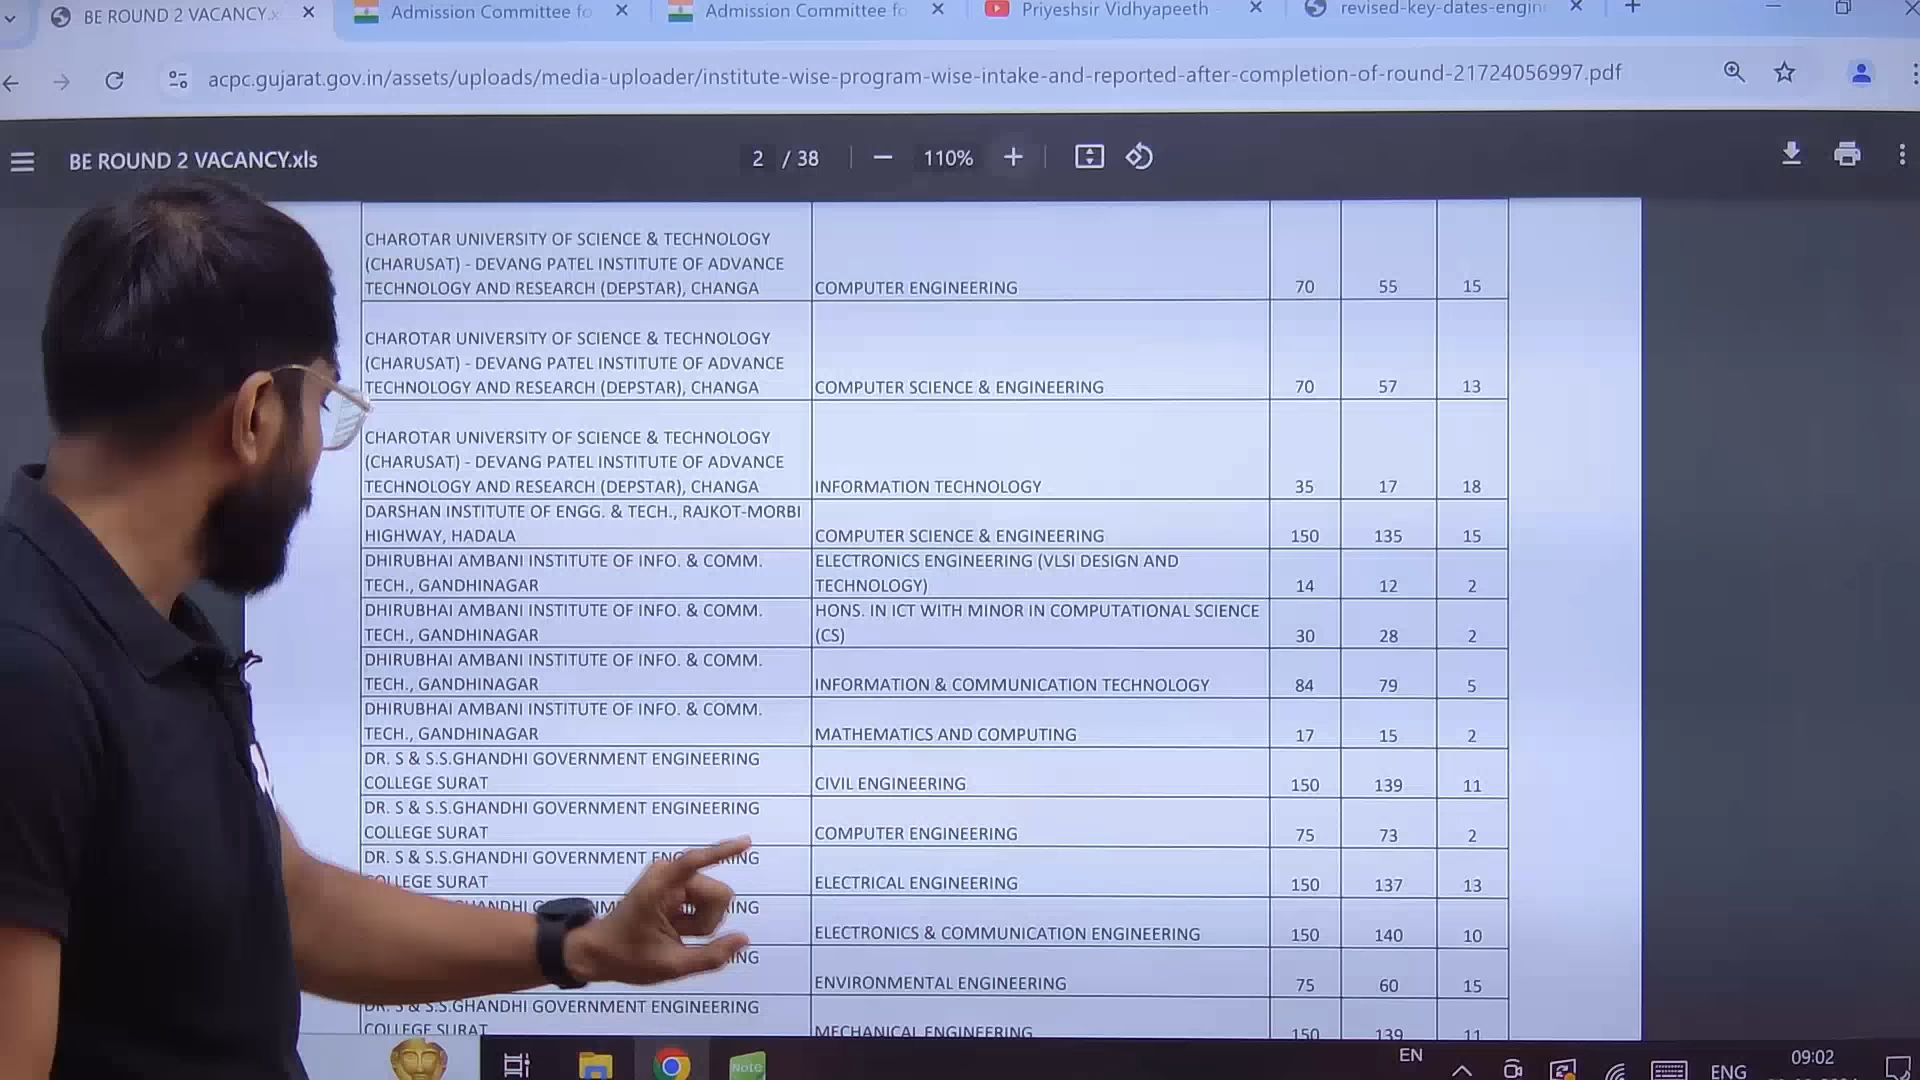 BE ROUND 2 VACANCY.x
Admission Committee fo
Admission Committee fo
Priyeshsir Vidhyapeeth
revised-key-dates-engin
acpc.gujarat.gov.in/assets/uploads/media-uploader/institute-wise-program-wise-intake-and-reported-after-completion-of-round-21724056997.pdf
BE ROUND 2 VACANCY.xls
2 / 38
110%
CHAROTAR UNIVERSITY OF SCIENCE & TECHNOLOGY
(CHARUSAT) - DEVANG PATEL INSTITUTE OF ADVANCE
TECHNOLOGY AND RESEARCH (DEPSTAR), CHANGA COMPUTER ENGINEERING 70 55 15
CHAROTAR UNIVERSITY OF SCIENCE & TECHNOLOGY
(CHARUSAT) - DEVANG PATEL INSTITUTE OF ADVANCE
TECHNOLOGY AND RESEARCH (DEPSTAR), CHANGA COMPUTER SCIENCE & ENGINEERING 70 57 13
CHAROTAR UNIVERSITY OF SCIENCE & TECHNOLOGY
(CHARUSAT) - DEVANG PATEL INSTITUTE OF ADVANCE
TECHNOLOGY AND RESEARCH (DEPSTAR), CHANGA INFORMATION TECHNOLOGY 35 17 18
DARSHAN INSTITUTE OF ENGG. & TECH., RAJKOT-MORBI
HIGHWAY, HADALA COMPUTER SCIENCE & ENGINEERING 150 135 15
DHIRUBHAI AMBANI INSTITUTE OF INFO. & COMM. ELECTRONICS ENGINEERING (VLSI DESIGN AND
TECH., GANDHINAGAR TECHNOLOGY) 14 12 2
DHIRUBHAI AMBANI INSTITUTE OF INFO. & COMM. HONS. IN ICT WITH MINOR IN COMPUTATIONAL SCIENCE
TECH., GANDHINAGAR (CS) 30 28 2
DHIRUBHAI AMBANI INSTITUTE OF INFO. & COMM.
TECH., GANDHINAGAR INFORMATION & COMMUNICATION TECHNOLOGY 84 79 5
DHIRUBHAI AMBANI INSTITUTE OF INFO. & COMM.
TECH., GANDHINAGAR MATHEMATICS AND COMPUTING 17 15 2
DR. S & S.S.GHANDHI GOVERNMENT ENGINEERING
COLLEGE SURAT CIVIL ENGINEERING 150 139 11
DR. S & S.S.GHANDHI GOVERNMENT ENGINEERING
COLLEGE SURAT COMPUTER ENGINEERING 75 73 2
DR. S & S.S.GHANDHI GOVERNMENT
COLLEGE SURAT ELECTRICAL ENGINEERING 150 137 13
ELECTRONICS & COMMUNICATION ENGINEERING 150 140 10
ENVIRONMENTAL ENGINEERING 75 60 15
DR. S & S.S.GHANDHI GOVERNMENT ENGINEERING
COLLEGE SURAT MECHANICAL ENGINEERING 150 139 11
Note
EN
ENG
09:02